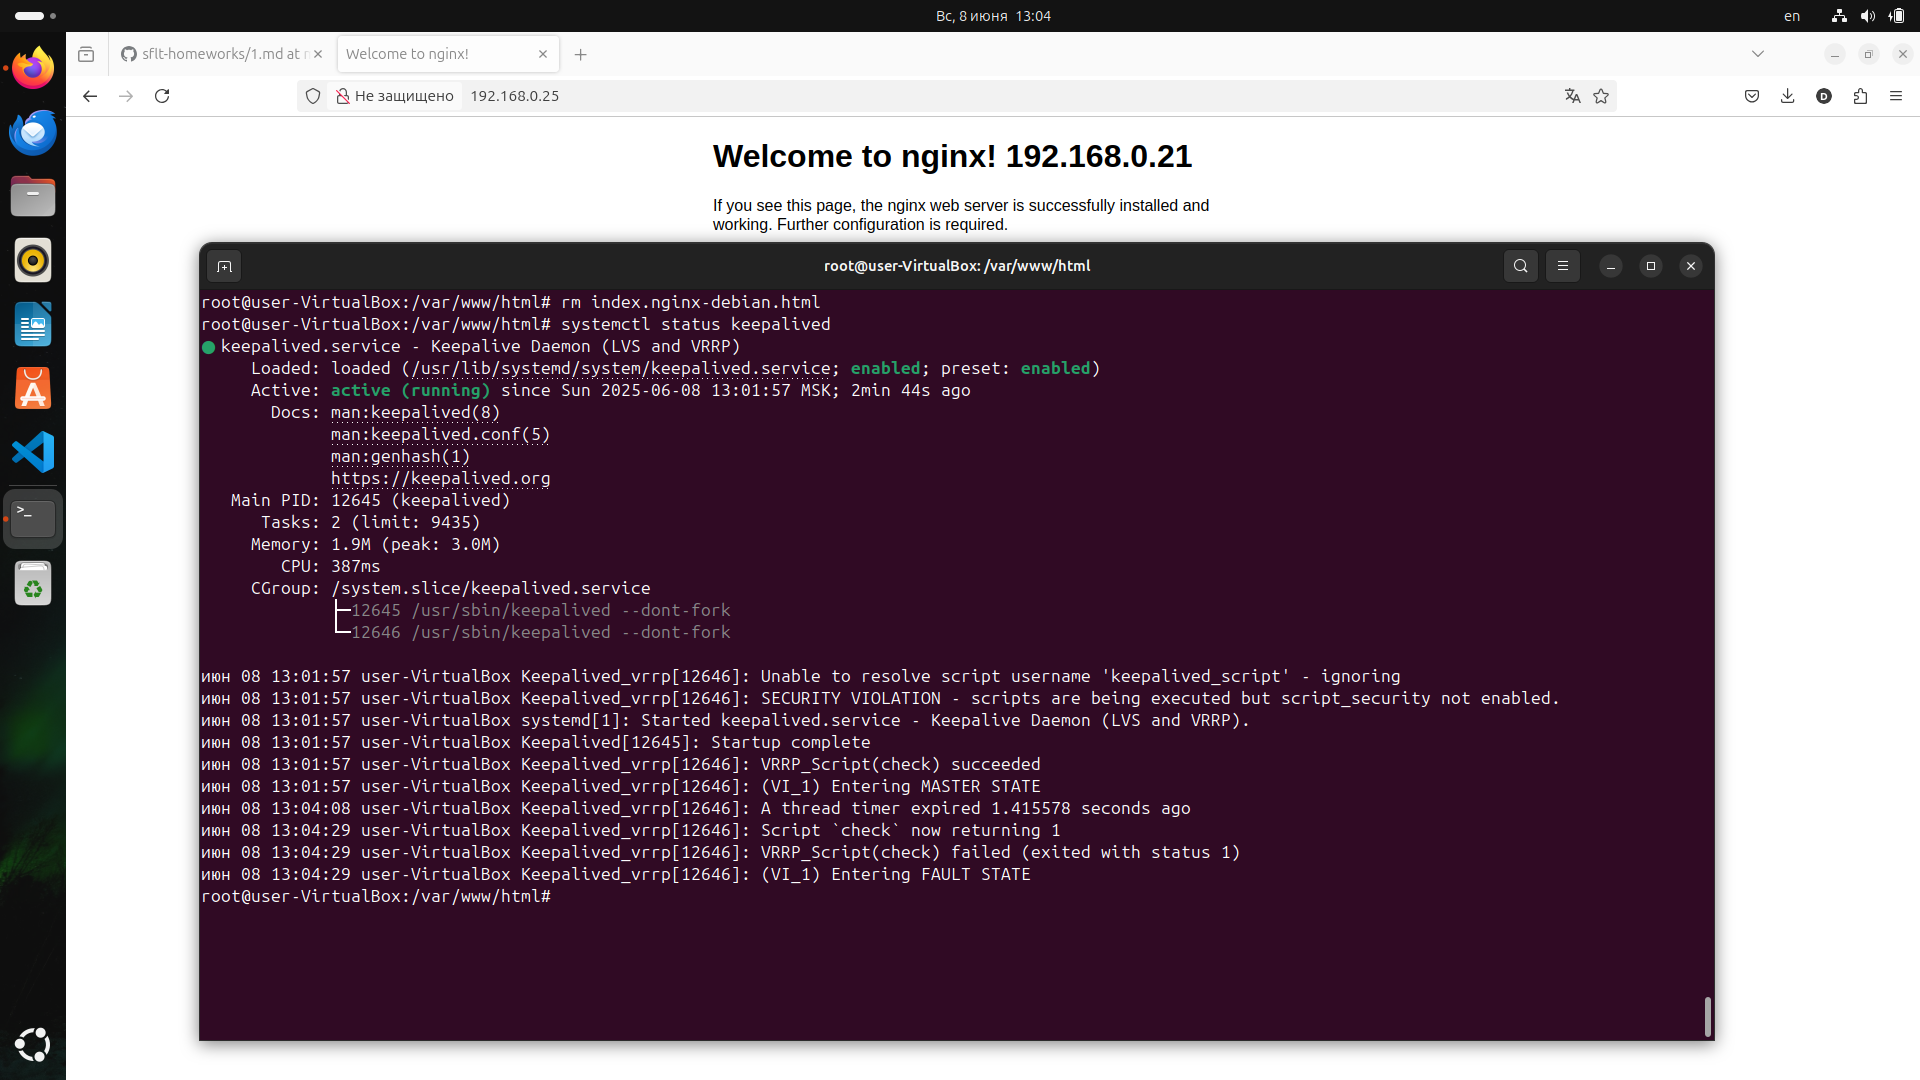 Вс, 8 июня 13:04
en
sflt-homeworks/1.md at
Welcome to nginx!
Не защищено
192.168.0.25
D
Welcome to nginx! 192.168.0.21
If you see this page, the nginx web server is successfully installed and
working. Further configuration is required.
root@user-VirtualBox: /var/www/html
root@user-VirtualBox:/var/www/html# rm index.nginx-debian.html
root@user-VirtualBox:/var/www/html# systemctl status keepalived
keepalived.service - Keepalive Daemon (LVS and VRRP)
Loaded: loaded (/usr/lib/systemd/system/keepalived.service; enabled; preset: enabled)
Active: active (running) since Sun 2025-06-08 13:01:57 MSK; 2min 44s ago
Docs: man:keepalived(8)
man:keepalived.conf(5)
man:genhash(1)
https://keepalived.org
Main PID: 12645 (keepalived)
Tasks: 2 (limit: 9435)
Memory: 1.9M (peak: 3.0M)
CPU: 387ms
CGroup: /system.slice/keepalived.service
├─12645 /usr/sbin/keepalived --dont-fork
└─12646 /usr/sbin/keepalived --dont-fork
июн 08 13:01:57 user-VirtualBox Keepalived_vrrp[12646]: Unable to resolve script username 'keepalived_script' - ignoring
июн 08 13:01:57 user-VirtualBox Keepalived_vrrp[12646]: SECURITY VIOLATION - scripts are being executed but script_security not enabled.
июн 08 13:01:57 user-VirtualBox systemd[1]: Started keepalived.service - Keepalive Daemon (LVS and VRRP).
июн 08 13:01:57 user-VirtualBox Keepalived[12645]: Startup complete
июн 08 13:01:57 user-VirtualBox Keepalived_vrrp[12646]: VRRP_Script(check) succeeded
июн 08 13:01:57 user-VirtualBox Keepalived_vrrp[12646]: (VI_1) Entering MASTER STATE
июн 08 13:04:08 user-VirtualBox Keepalived_vrrp[12646]: A thread timer expired 1.415578 seconds ago
июн 08 13:04:29 user-VirtualBox Keepalived_vrrp[12646]: Script `check` now returning 1
июн 08 13:04:29 user-VirtualBox Keepalived_vrrp[12646]: VRRP_Script(check) failed (exited with status 1)
июн 08 13:04:29 user-VirtualBox Keepalived_vrrp[12646]: (VI_1) Entering FAULT STATE
root@user-VirtualBox:/var/www/html#